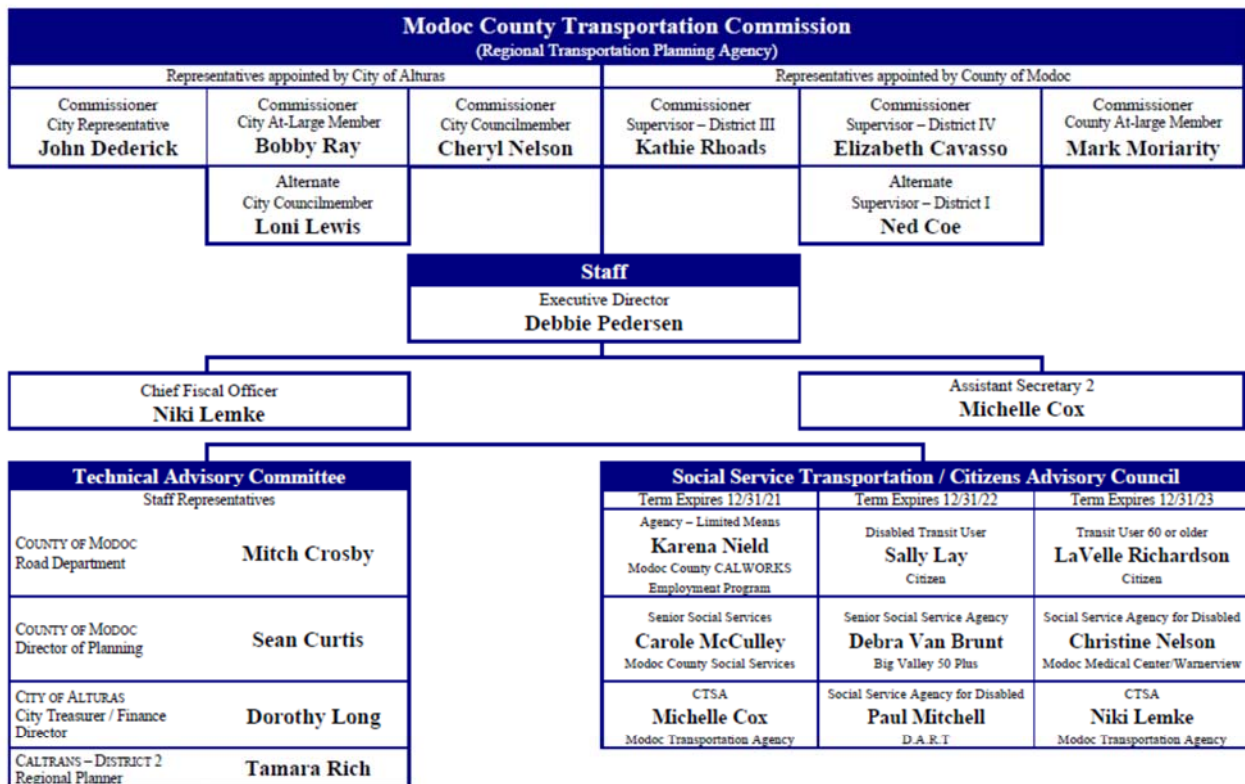 Modoc County Transportation Commission
(Regional Transportation Planning Agency)
Representatives appointed by City of Alturas
Representatives appointed by County of Modoc
Commissioner
City Representative
John Dederick
Commissioner
City At-Large Member
Bobby Ray
Commissioner
City Councilmember
Cheryl Nelson
Commissioner
Supervisor – District III
Kathie Rhoads
Commissioner
Supervisor – District IV
Elizabeth Cavasso
Commissioner
County At-large Member
Mark Moriarity
Alternate
City Councilmember
Loni Lewis
Alternate
Supervisor – District I
Ned Coe
Staff
Executive Director
Debbie Pedersen
Chief Fiscal Officer
Niki Lemke
Assistant Secretary 2
Michelle Cox
Technical Advisory Committee
Staff Representatives
COUNTY OF MODOC
Road Department
Mitch Crosby
COUNTY OF MODOC
Director of Planning
Sean Curtis
CITY OF ALTURAS
City Treasurer / Finance
Director
Dorothy Long
CALTRANS – DISTRICT 2
Regional Planner
Tamara Rich
Social Service Transportation / Citizens Advisory Council
Term Expires 12/31/21
Term Expires 12/31/22
Term Expires 12/31/23
Agency – Limited Means
Karena Nield
Modoc County CALWORKS
Employment Program
Disabled Transit User
Sally Lay
Citizen
Transit User 60 or older
LaVelle Richardson
Citizen
Senior Social Services
Carole McCulley
Modoc County Social Services
Senior Social Service Agency
Debra Van Brunt
Big Valley 50 Plus
Social Service Agency for Disabled
Christine Nelson
Modoc Medical Center/Warnerview
CTSA
Michelle Cox
Modoc Transportation Agency
Social Service Agency for Disabled
Paul Mitchell
D.A.R.T
CTSA
Niki Lemke
Modoc Transportation Agency